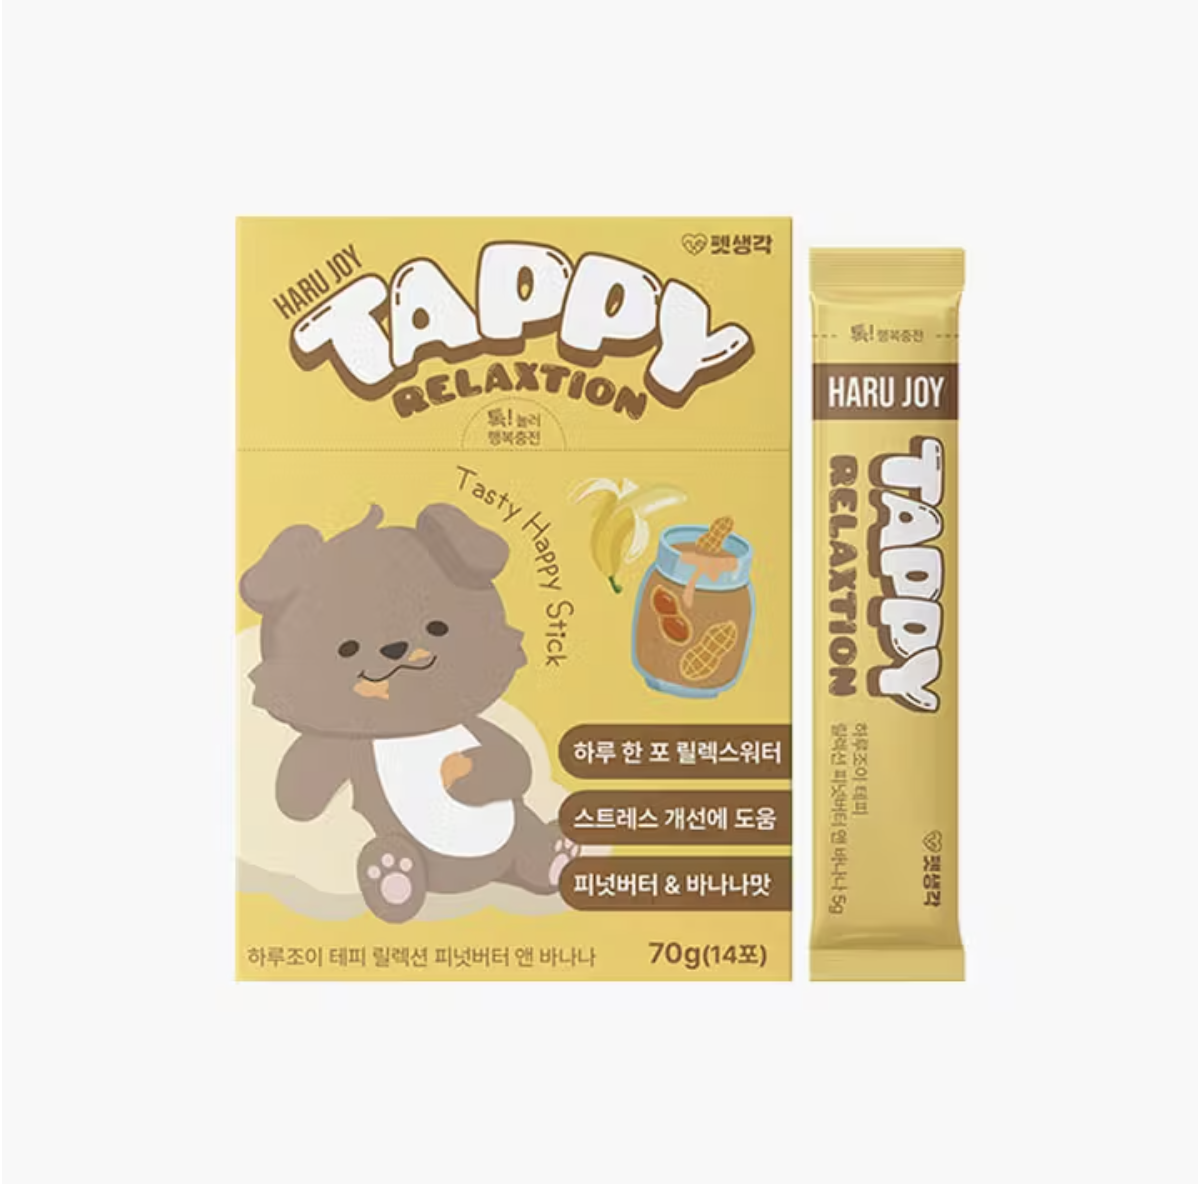 펫생각
HARU JOY
TAPPY
RELAXTION
톡! 눌러
행복충전
Tasty Happy Stick
하루 한 포 릴렉스워터
스트레스 개선에 도움
피넛버터 & 바나나맛
하루조이 테피 릴렉션 피넛버터 앤 바나나
70g(14포)
톡! 행복충전
HARU JOY
TAPPY
RELAXTION
하루조이 테피
릴렉션 피넛버터 앤 바나나 5g
펫생각